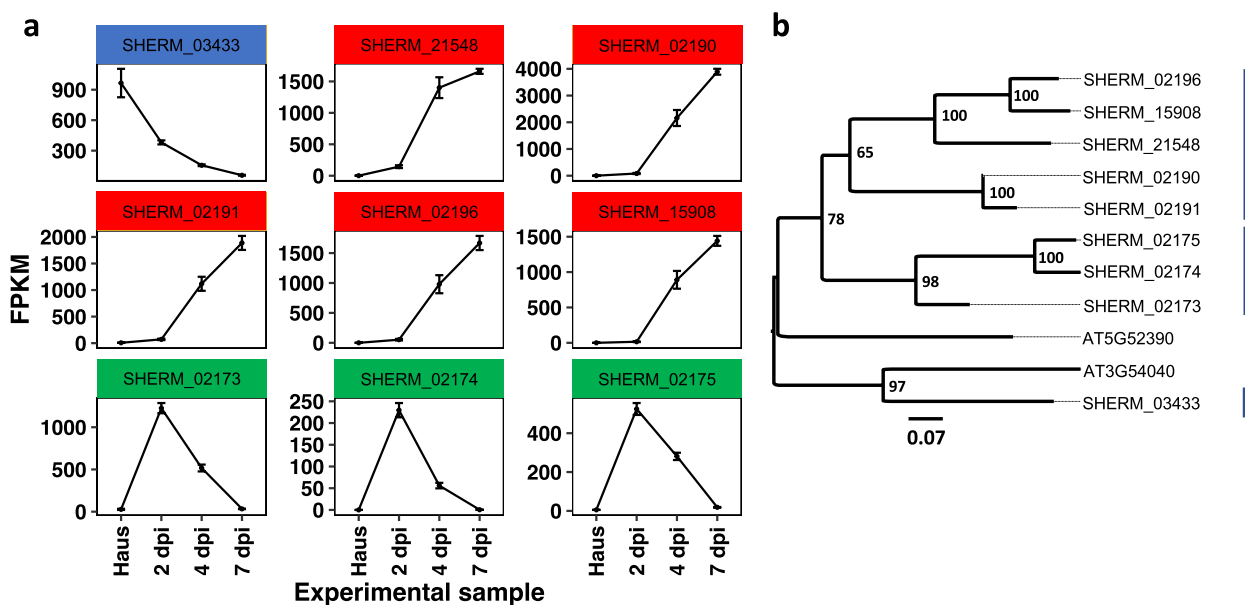 a
SHERM_03433
900
600
300
SHERM_21548
1500
1000
500
0
SHERM_02190
4000
3000
2000
1000
0
SHERM_02191
2000
1500
1000
500
0
SHERM_02196
1500
1000
500
0
SHERM_15908
1500
1000
500
0
SHERM_02173
1000
500
0
SHERM_02174
250
200
150
100
50
0
SHERM_02175
400
200
0
FPKM
Haus
2 dpi
4 dpi
7 dpi
Haus
2 dpi
4 dpi
7 dpi
Haus
2 dpi
4 dpi
7 dpi
Experimental sample
b
SHERM_02196
100
SHERM_15908
100
SHERM_21548
65
SHERM_02190
100
SHERM_02191
78
SHERM_02175
100
SHERM_02174
98
SHERM_02173
AT5G52390
AT3G54040
97
SHERM_03433
0.07